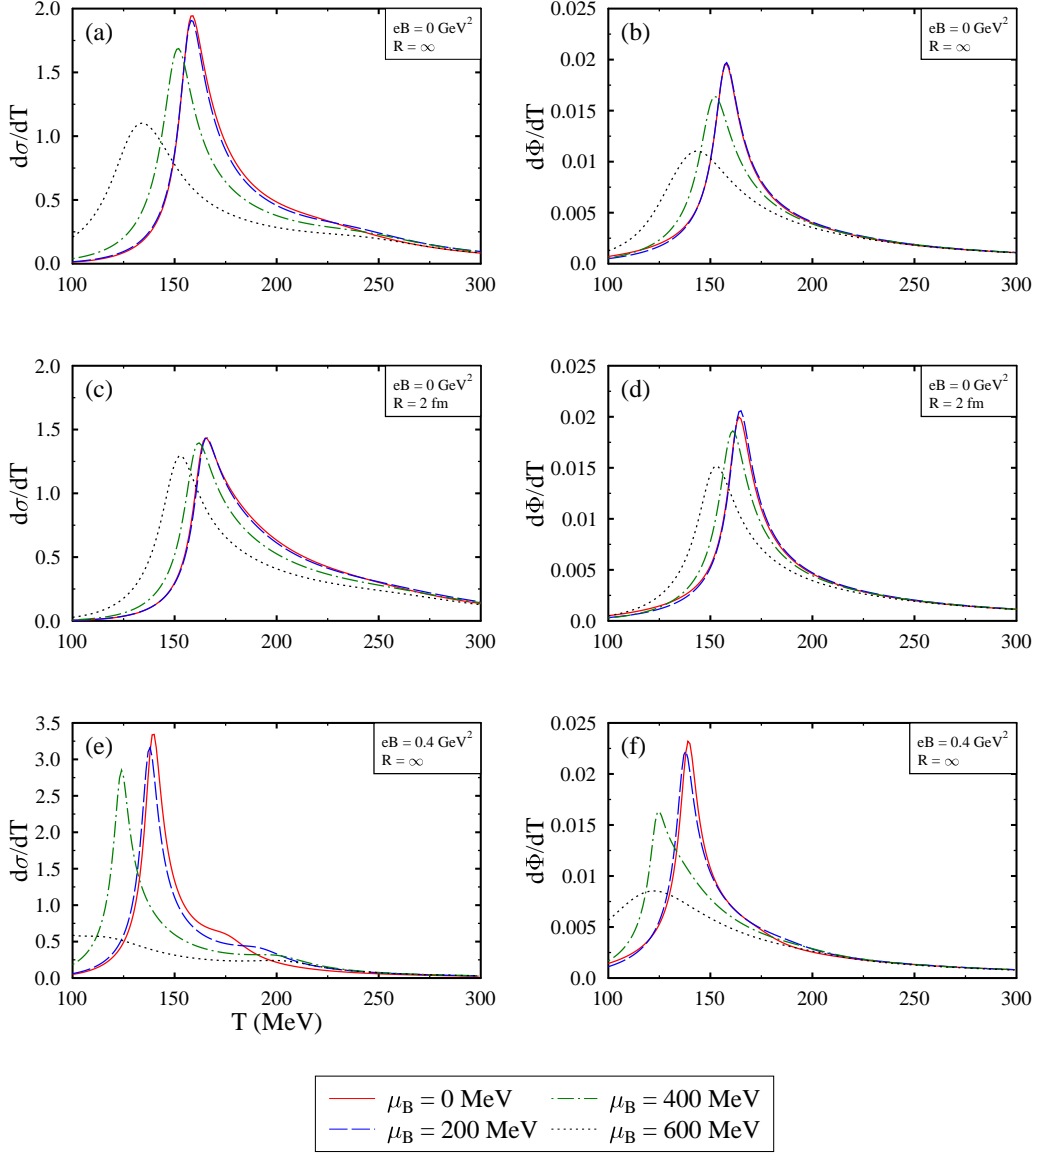 (a)
eB = 0 GeV²
R = ∞
dσ/dT
2.0
1.5
1.0
0.5
0.0
100 150 200 250 300
(b)
eB = 0 GeV²
R = ∞
dΦ/dT
0.025
0.02
0.015
0.01
0.005
0.0
100 150 200 250 300
(c)
eB = 0 GeV²
R = 2 fm
dσ/dT
2.0
1.5
1.0
0.5
0.0
100 150 200 250 300
(d)
eB = 0 GeV²
R = 2 fm
dΦ/dT
0.025
0.02
0.015
0.01
0.005
0.0
100 150 200 250 300
(e)
eB = 0.4 GeV²
R = ∞
dσ/dT
3.5
3.0
2.5
2.0
1.5
1.0
0.5
0.0
100 150 200 250 300
T (MeV)
(f)
eB = 0.4 GeV²
R = ∞
dΦ/dT
0.025
0.02
0.015
0.01
0.005
0.0
100 150 200 250 300
μ_B = 0 MeV
μ_B = 200 MeV
μ_B = 400 MeV
μ_B = 600 MeV